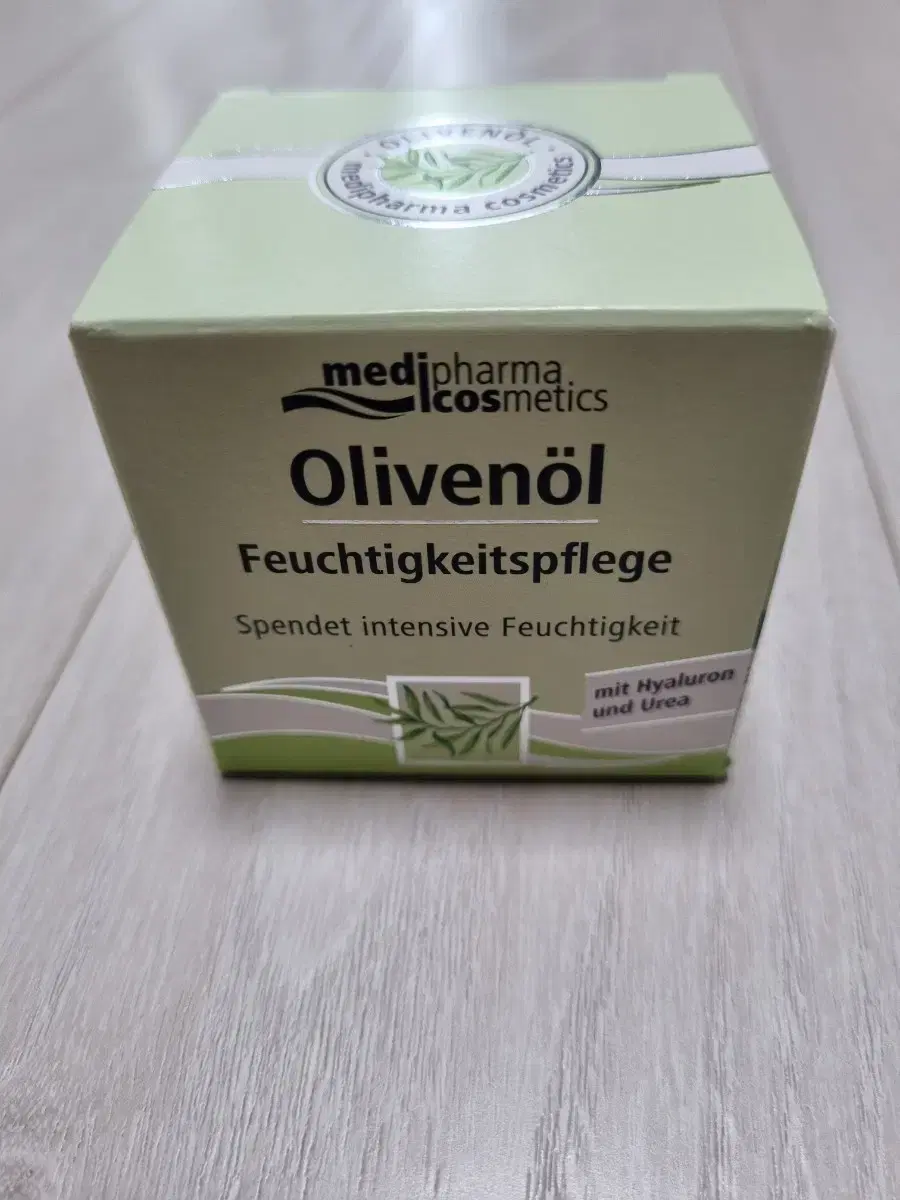 OLIVENÖL
medipharma cosmetics
medipharma
cosmetics
Olivenöl
Feuchtigkeitspflege
Spendet intensive Feuchtigkeit
mit Hyaluron
und Urea